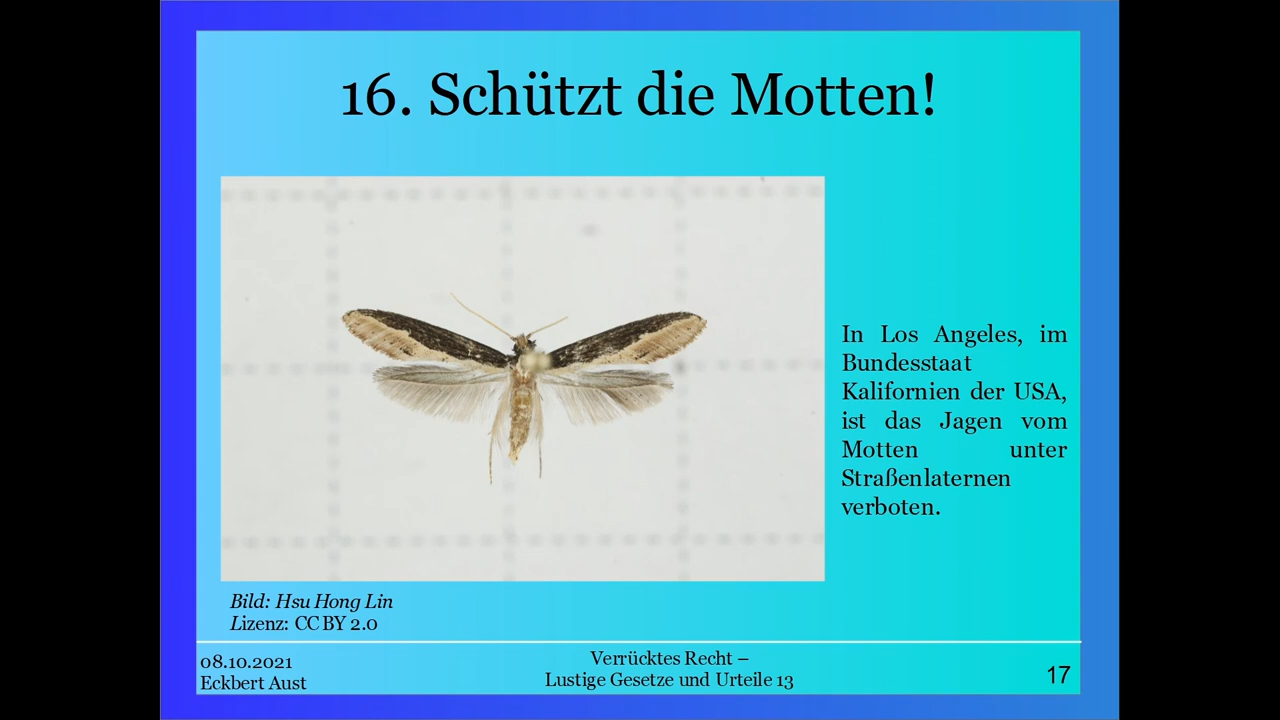 16. Schützt die Motten!
In Los Angeles, im
Bundesstaat
Kalifornien der USA,
ist das Jagen vom
Motten unter
Straßenlaternen
verboten.
Bild: Hsu Hong Lin
Lizenz: CC BY 2.0
08.10.2021
Eckbert Aust
Verrücktes Recht –
Lustige Gesetze und Urteile 13
17